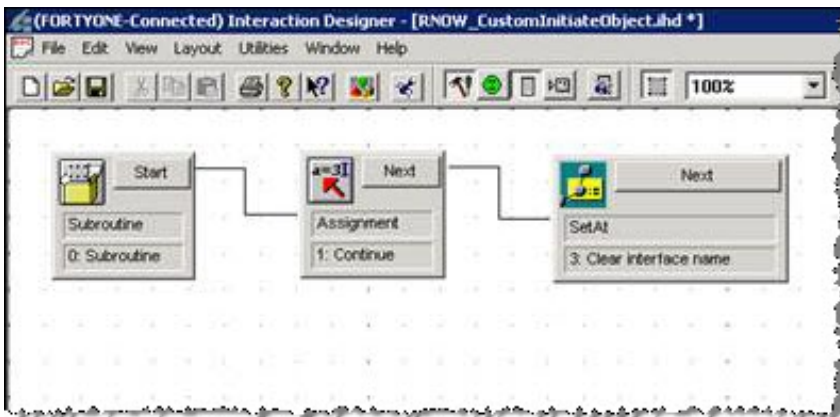 (FORTYONE-Connected) Interaction Designer - [RNOW_CustomInitiateObject.ihd *]
File Edit View Layout Utilities Window Help
100%
Start
Subroutine
0: Subroutine
a=3
Next
Assignment
1: Continue
Next
SetAt
3: Clear interface name